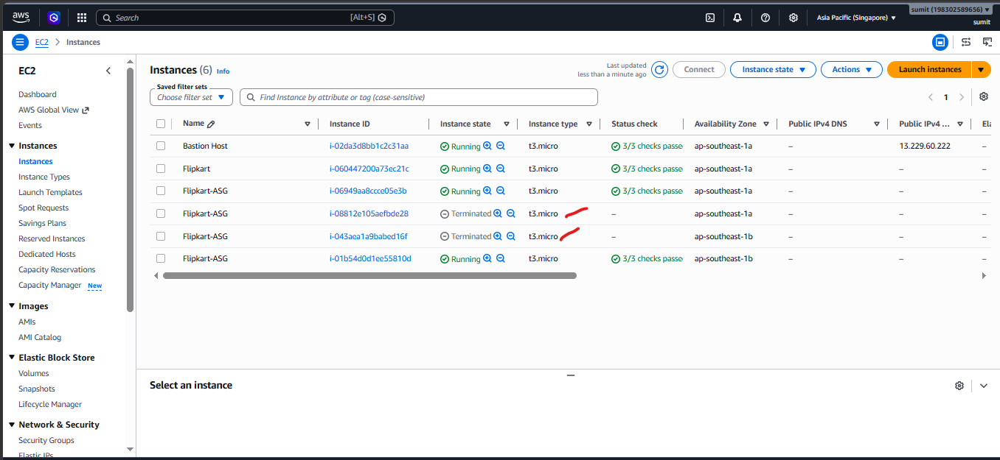 aws
Search [Alt+S]
Asia Pacific (Singapore)
sumit (198302589656)
sumit
EC2 > Instances
EC2
Dashboard
AWS Global View
Events
Instances
Instances
Instance Types
Launch Templates
Spot Requests
Savings Plans
Reserved Instances
Dedicated Hosts
Capacity Reservations
Capacity Manager New
Images
AMIs
AMI Catalog
Elastic Block Store
Volumes
Snapshots
Lifecycle Manager
Network & Security
Security Groups
Elastic IPs
Instances (6) Info
Last updated
less than a minute ago
Connect
Instance state
Actions
Launch instances
Saved filter sets
Choose filter set
Find Instance by attribute or tag (case-sensitive)
1
Name Instance ID Instance state Instance type Status check Availability Zone Public IPv4 DNS Public IPv4 ... Ela
Bastion Host i-02da3d8bb1c2c31aa Running t3.micro 3/3 checks passe ap-southeast-1a – 13.229.60.222 –
Flipkart i-060447200a73ec21c Running t3.micro 3/3 checks passe ap-southeast-1a – – –
Flipkart-ASG i-06949aa8ccce05e3b Running t3.micro 3/3 checks passe ap-southeast-1a – – –
Flipkart-ASG i-08812e105aefbde28 Terminated t3.micro – ap-southeast-1a – – –
Flipkart-ASG i-043aea1a9babed16f Terminated t3.micro – ap-southeast-1b – – –
Flipkart-ASG i-01b54d0d1ee55810d Running t3.micro 3/3 checks passe ap-southeast-1b – – –
Select an instance